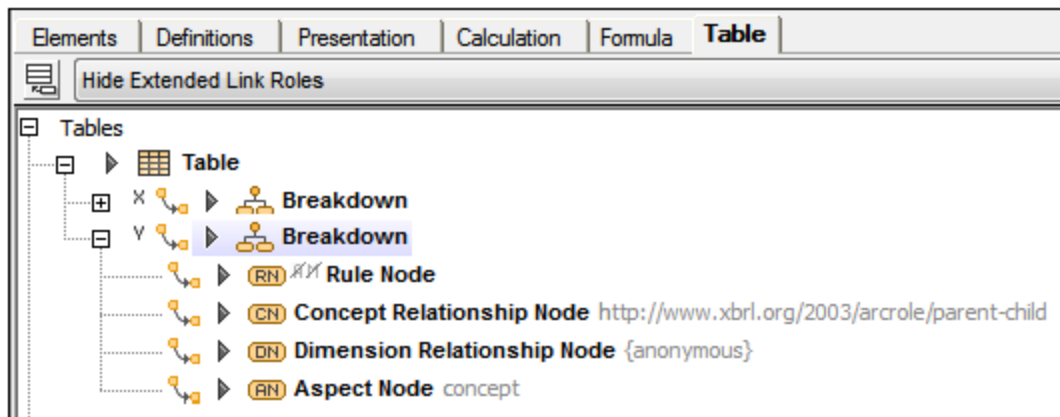 Elements Definitions Presentation Calculation Formula Table
Hide Extended Link Roles
Tables
Table
X Breakdown
Y Breakdown
RN Rule Node
CN Concept Relationship Node http://www.xbrl.org/2003/arcrole/parent-child
DN Dimension Relationship Node {anonymous}
AN Aspect Node concept